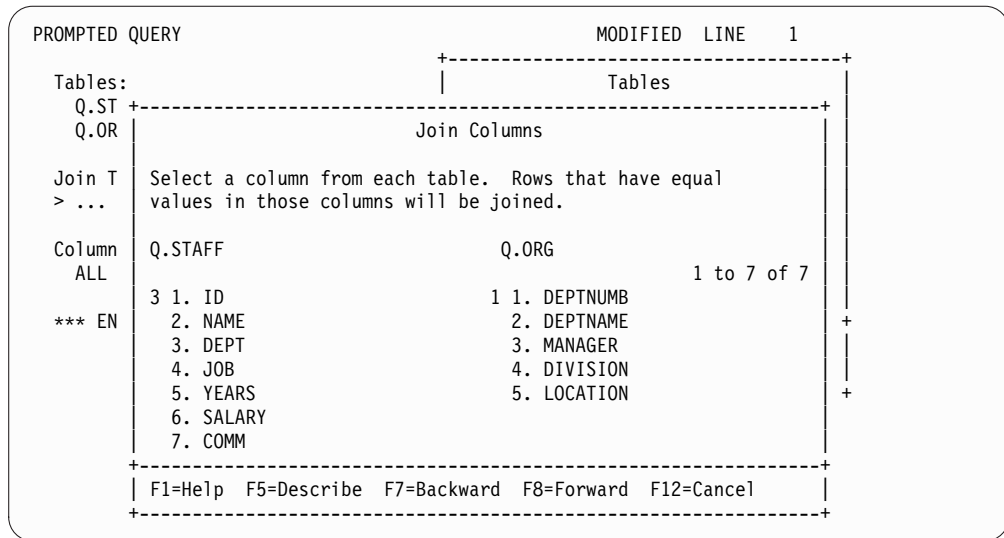 PROMPTED QUERY MODIFIED LINE 1
Tables: Tables
Q.ST
Q.OR Join Columns
Join T Select a column from each table. Rows that have equal
> ... values in those columns will be joined.
Column Q.STAFF Q.ORG
ALL 1 to 7 of 7
3 1. ID 1 1. DEPTNUMB
*** EN 2. NAME 2. DEPTNAME
3. DEPT 3. MANAGER
4. JOB 4. DIVISION
5. YEARS 5. LOCATION
6. SALARY
7. COMM
F1=Help F5=Describe F7=Backward F8=Forward F12=Cancel